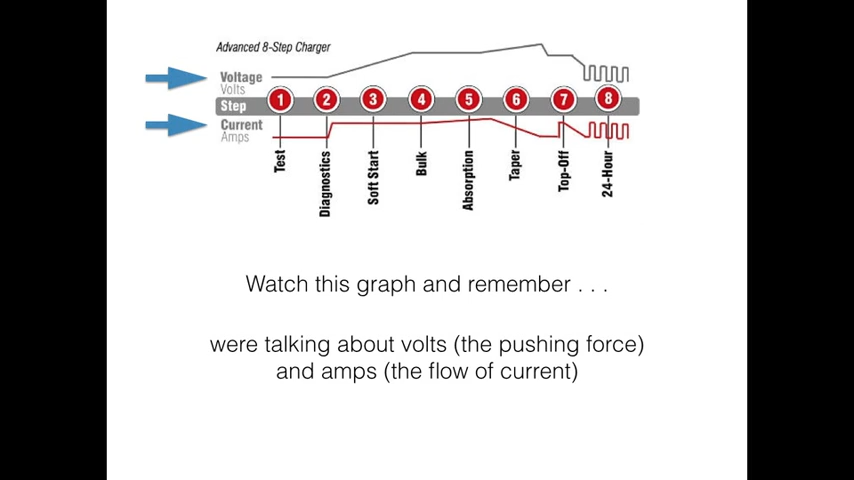 Advanced 8-Step Charger
Voltage
Volts
Step 1 2 3 4 5 6 7 8
Current
Amps
Test
Diagnostics
Soft Start
Bulk
Absorption
Taper
Top-Off
24-Hour
Watch this graph and remember . . .
were talking about volts (the pushing force)
and amps (the flow of current)